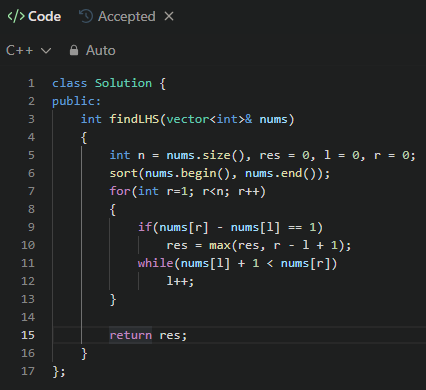 </> Code Accepted ×
C++ Auto
1 class Solution {
2 public:
3 int findLHS(vector<int>& nums)
4 {
5 int n = nums.size(), res = 0, l = 0, r = 0;
6 sort(nums.begin(), nums.end());
7 for(int r=1; r<n; r++)
8 {
9 if(nums[r] - nums[l] == 1)
10 res = max(res, r - l + 1);
11 while(nums[l] + 1 < nums[r])
12 l++;
13 }
14
15 return res;
16 }
17 };